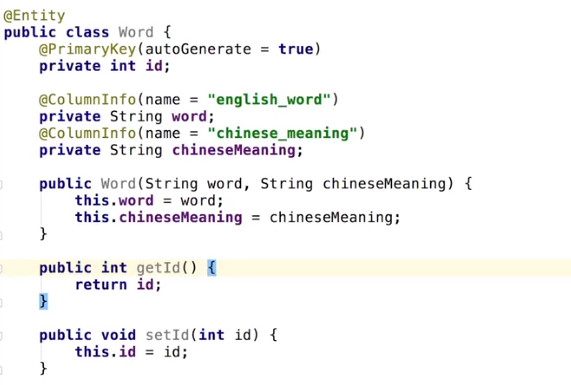 @Entity
public class Word {
    @PrimaryKey(autoGenerate = true)
    private int id;

    @ColumnInfo(name = "english_word")
    private String word;
    @ColumnInfo(name = "chinese_meaning")
    private String chineseMeaning;

    public Word(String word, String chineseMeaning) {
        this.word = word;
        this.chineseMeaning = chineseMeaning;
    }

    public int getId() {
        return id;
    }

    public void setId(int id) {
        this.id = id;
    }